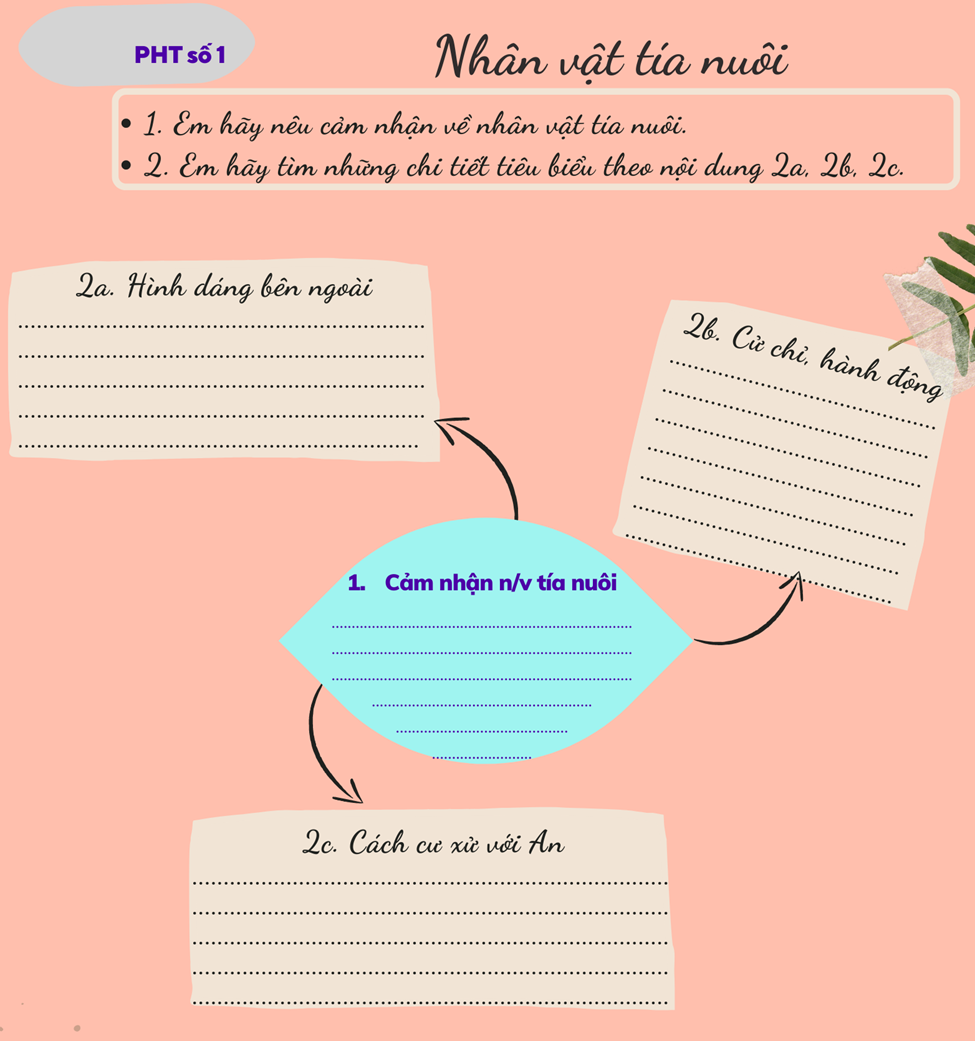 PHT số 1
Nhân vật tía nuôi
• 1. Em hãy nêu cảm nhận về nhân vật tía nuôi.
• 2. Em hãy tìm những chi tiết tiêu biểu theo nội dung 2a, 2b, 2c.
2a. Hình dáng bên ngoài
2b. Cử chỉ, hành động
1. Cảm nhận n/v tía nuôi
2c. Cách cư xử với An